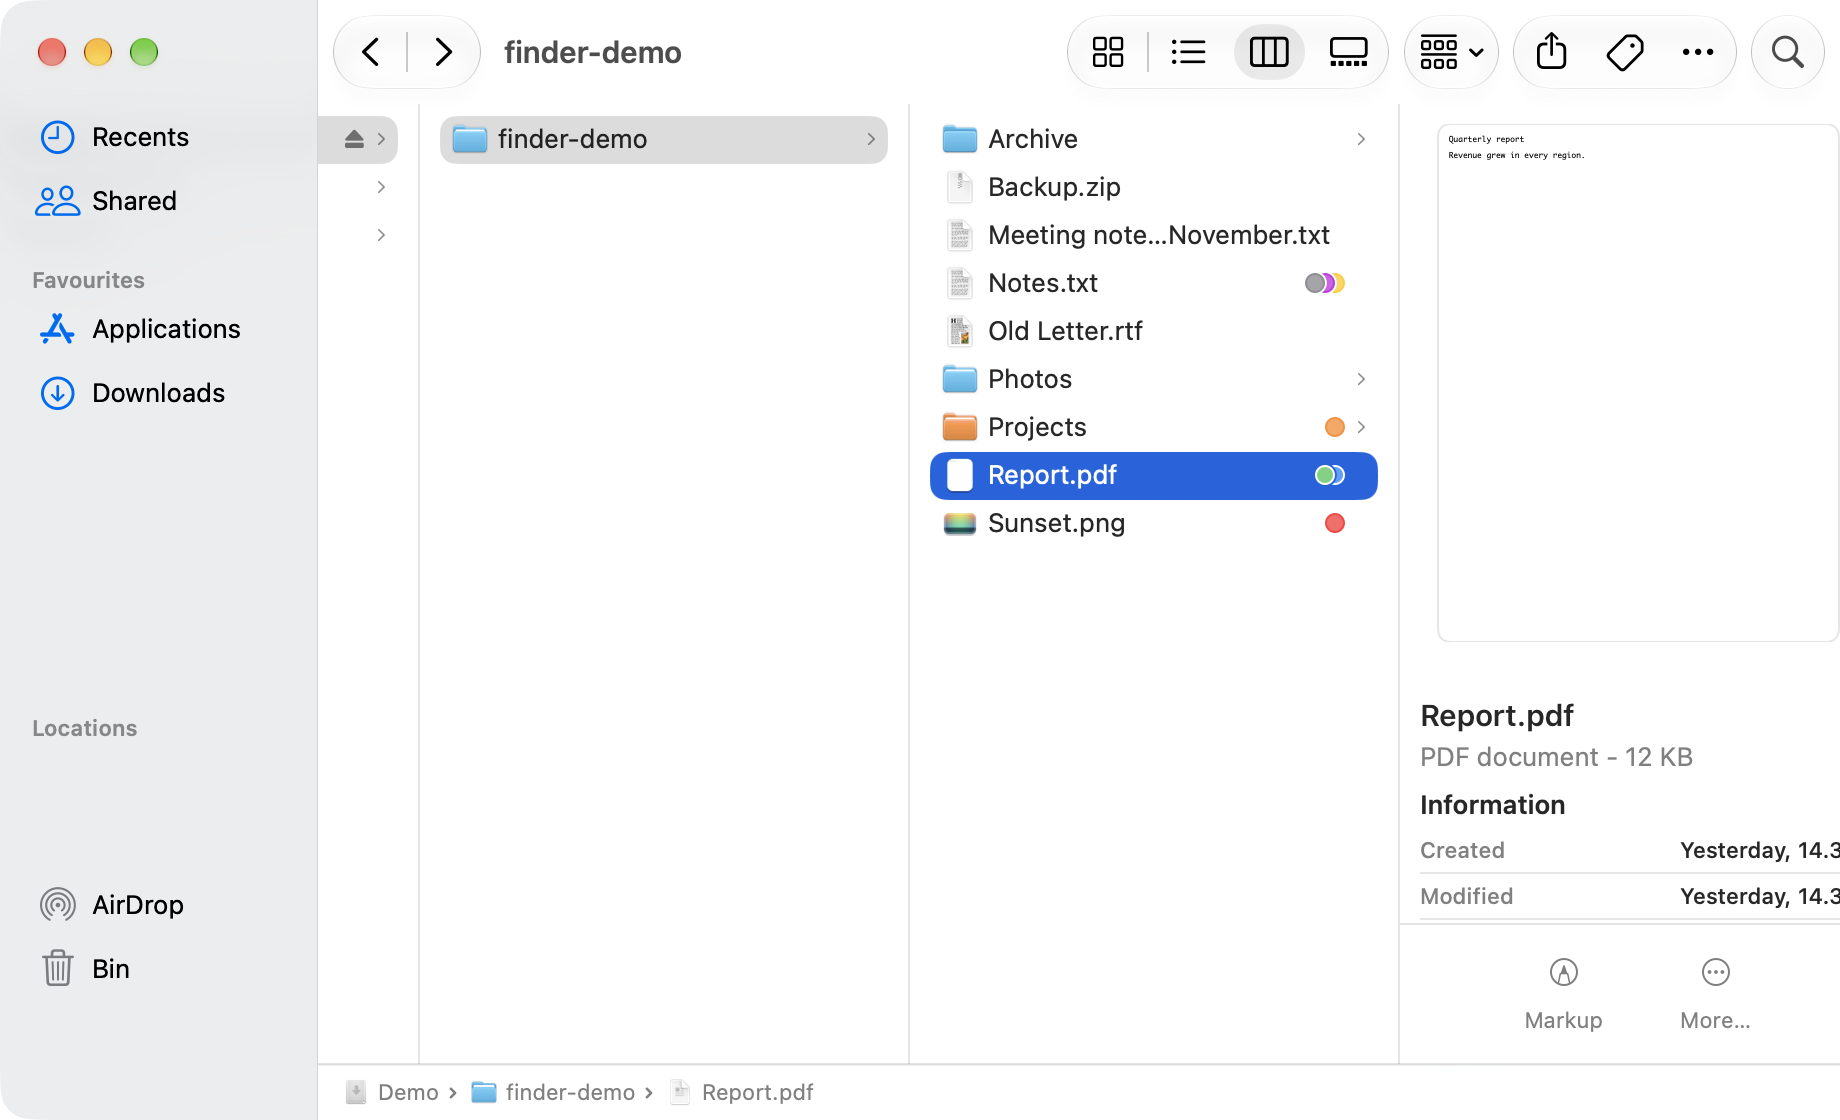 finder-demo
Recents
Shared
Favourites
Applications
Downloads
Locations
AirDrop
Bin
finder-demo
Archive
Backup.zip
Meeting note...November.txt
Notes.txt
Old Letter.rtf
Photos
Projects
Report.pdf
Sunset.png
Quarterly report
Revenue grew in every region.
Report.pdf
PDF document - 12 KB
Information
Created Yesterday, 14.3
Modified Yesterday, 14.3
Markup More...
Demo › finder-demo › Report.pdf